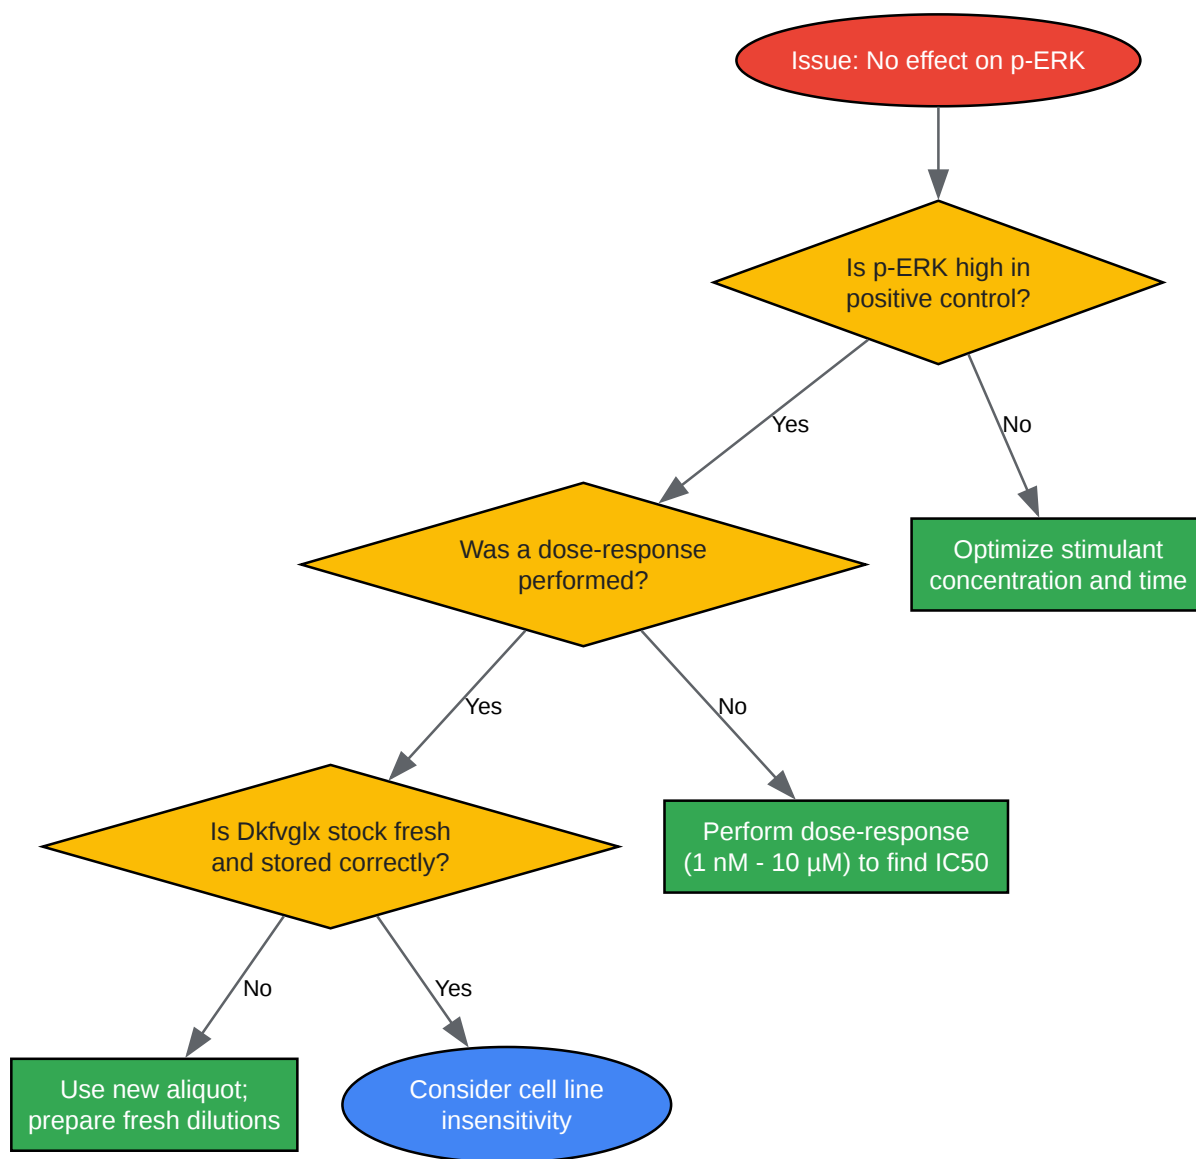 Issue: No effect on p-ERK
Is p-ERK high in
positive control?
Yes
No
Was a dose-response
performed?
Optimize stimulant
concentration and time
Yes
No
Is Dkfvglx stock fresh
and stored correctly?
Perform dose-response
(1 nM - 10 µM) to find IC50
No
Yes
Use new aliquot;
prepare fresh dilutions
Consider cell line
insensitivity